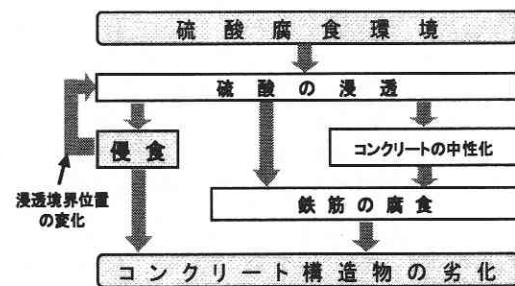 硫酸腐食環境
硫酸の浸透
侵食
コンクリートの中性化
浸透境界位置
の変化
鉄筋の腐食
コンクリート構造物の劣化